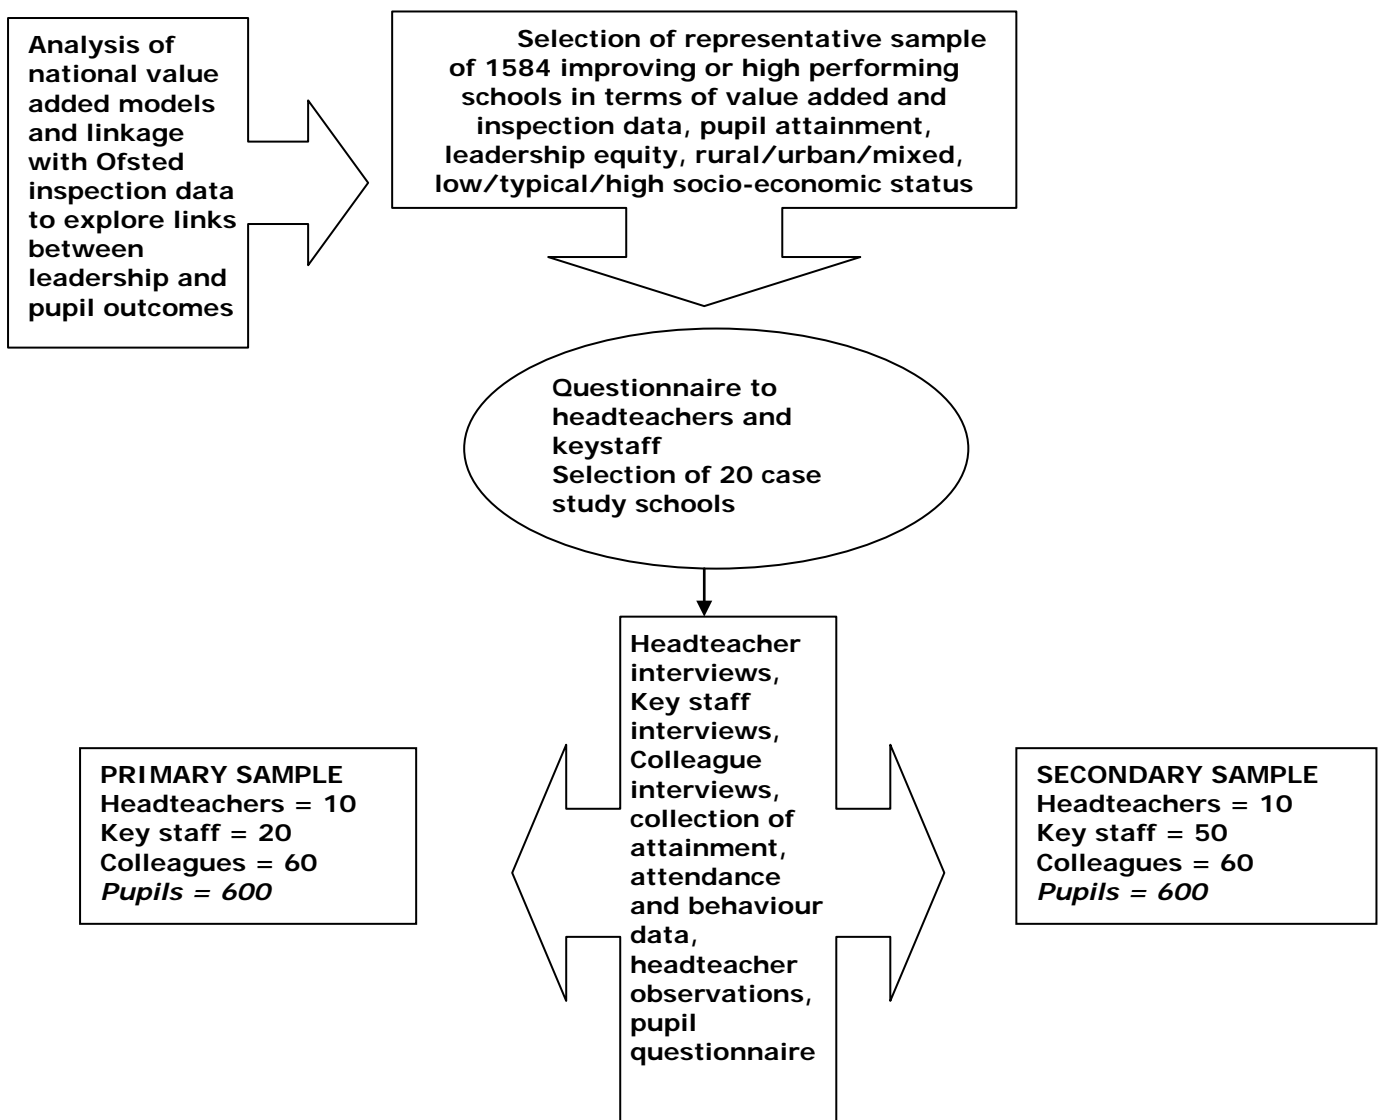 Analysis of
national value
added models
and linkage
with Ofsted
inspection data
to explore links
between
leadership and
pupil outcomes
Selection of representative sample
of 1584 improving or high performing
schools in terms of value added and
inspection data, pupil attainment,
leadership equity, rural/urban/mixed,
low/typical/high socio-economic status
Questionnaire to
headteachers and
keystaff
Selection of 20 case
study schools
Headteacher
interviews,
Key staff
interviews,
Colleague
interviews,
collection of
attainment,
attendance
and behaviour
data,
headteacher
observations,
pupil
questionnaire
PRIMARY SAMPLE
Headteachers = 10
Key staff = 20
Colleagues = 60
Pupils = 600
SECONDARY SAMPLE
Headteachers = 10
Key staff = 50
Colleagues = 60
Pupils = 600